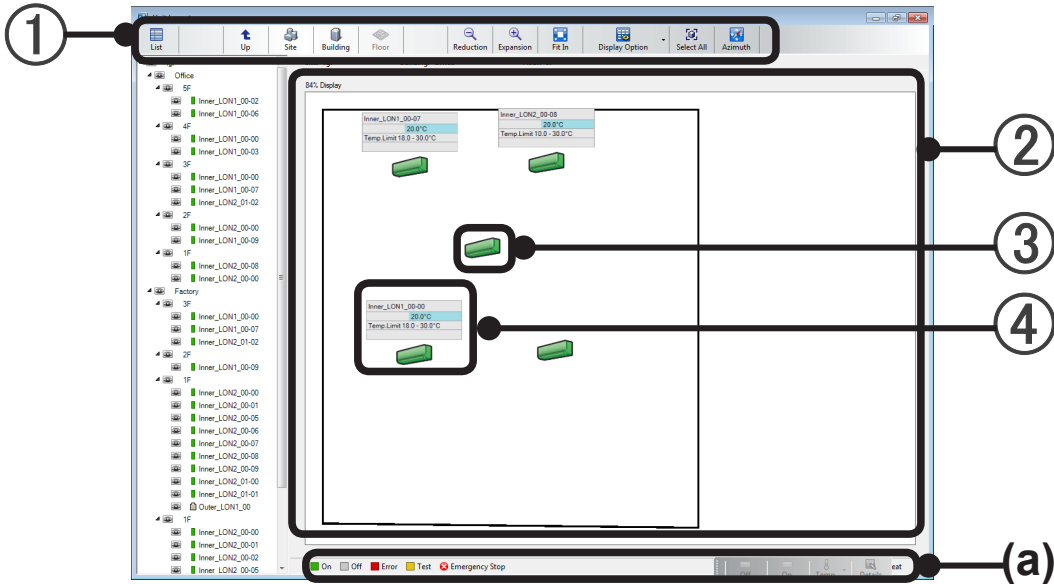 ①
List
Up
Site
Building
Floor
Reduction
Expansion
Fit In
Display Option
Select All
Azimuth
Office
5F
Inner_LON1_00-02
Inner_LON1_00-06
4F
Inner_LON1_00-00
Inner_LON1_00-03
3F
Inner_LON1_00-00
Inner_LON1_00-07
Inner_LON2_01-02
2F
Inner_LON2_00-00
Inner_LON1_00-09
1F
Inner_LON2_00-08
Inner_LON2_00-00
Factory
3F
Inner_LON1_00-00
Inner_LON1_00-07
Inner_LON2_01-02
2F
Inner_LON1_00-09
1F
Inner_LON2_00-00
Inner_LON2_00-01
Inner_LON2_00-05
Inner_LON2_00-06
Inner_LON2_00-07
Inner_LON2_00-08
Inner_LON2_00-09
Inner_LON2_01-00
Inner_LON2_01-01
Outer_LON1_00
1F
Inner_LON2_00-00
Inner_LON2_00-01
Inner_LON2_00-02
Inner_LON2_00-05
84% Display
Inner_LON1_00-07
20.0°C
Temp.Limit 18.0 - 30.0°C
Inner_LON2_00-08
20.0°C
Temp.Limit 10.0 - 30.0°C
②
③
Inner_LON1_00-00
20.0°C
Temp.Limit 18.0 - 30.0°C
④
On
Off
Error
Test
Emergency Stop
Off
On
Temp.
Details
eat
(a)